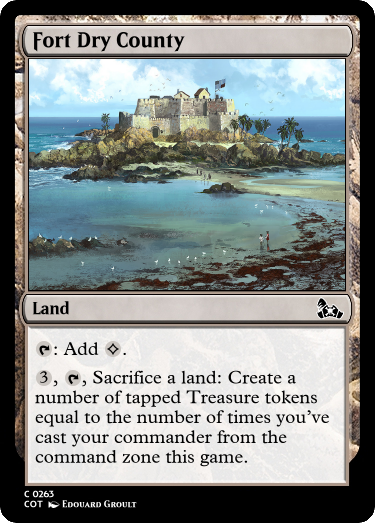 Fort Dry County
Land
: Add .
3, , Sacrifice a land: Create a
number of tapped Treasure tokens
equal to the number of times you've
cast your commander from the
command zone this game.
C 0263
COT Edouard Groult